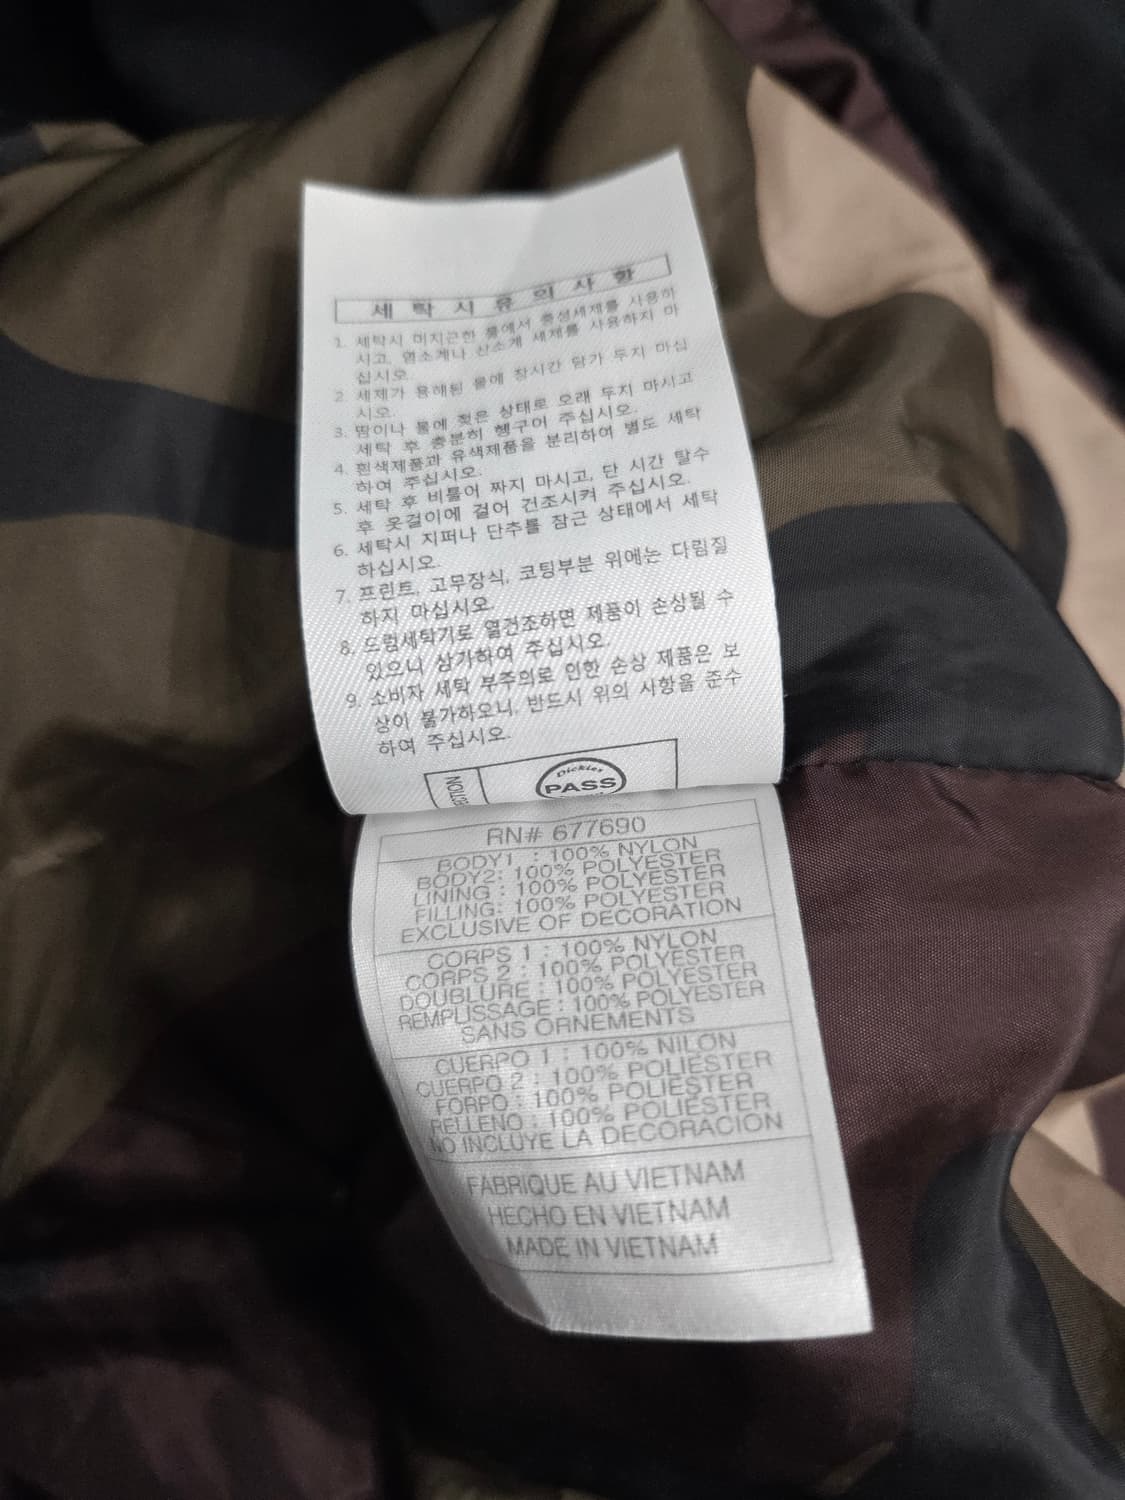 세탁시유의사항
1. 세탁시 미지근한 물에서 중성세제를 사용하
시고, 염소계나 산소계 세제를 사용하지 마
십시오.
2 세제가 용해된 물에 장시간 담가 두지 마십
시오.
3. 땀이나 물에 젖은 상태로 오래 두지 마시고
세탁 후 충분히 헹구어 주십시오.
4. 흰색제품과 유색제품을 분리하여 별도 세탁
하여 주십시오.
5. 세탁 후 비틀어 짜지 마시고, 단 시간 탈수
후 옷걸이에 걸어 건조시켜 주십시오.
6. 세탁시 지퍼나 단추를 잠근 상태에서 세탁
하십시오.
7. 프린트, 고무장식, 코팅부분 위에는 다림질
하지 마십시오.
8. 드럼세탁기로 열건조하면 제품이 손상될 수
있으니 삼가하여 주십시오.
9. 소비자 세탁 부주의로 인한 손상 제품은 보
상이 불가하오니, 반드시 위의 사항을 준수
하여 주십시오.
Dickies
PASS
RN# 677690
BODY1 : 100% NYLON
BODY2: 100% POLYESTER
LINING : 100% POLYESTER
FILLING: 100% POLYESTER
EXCLUSIVE OF DECORATION
CORPS 1 : 100% NYLON
CORPS 2 : 100% POLYESTER
DOUBLURE : 100% POLYESTER
REMPLISSAGE : 100% POLYESTER
SANS ORNEMENTS
CUERPO 1 : 100% NILÓN
CUERPO 2 : 100% POLIÉSTER
FORPO : 100% POLIÉSTER
RELLENO : 100% POLIÉSTER
NO INCLUYE LA DECORACIÓN
FABRIQUE AU VIETNAM
HECHO EN VIETNAM
MADE IN VIETNAM